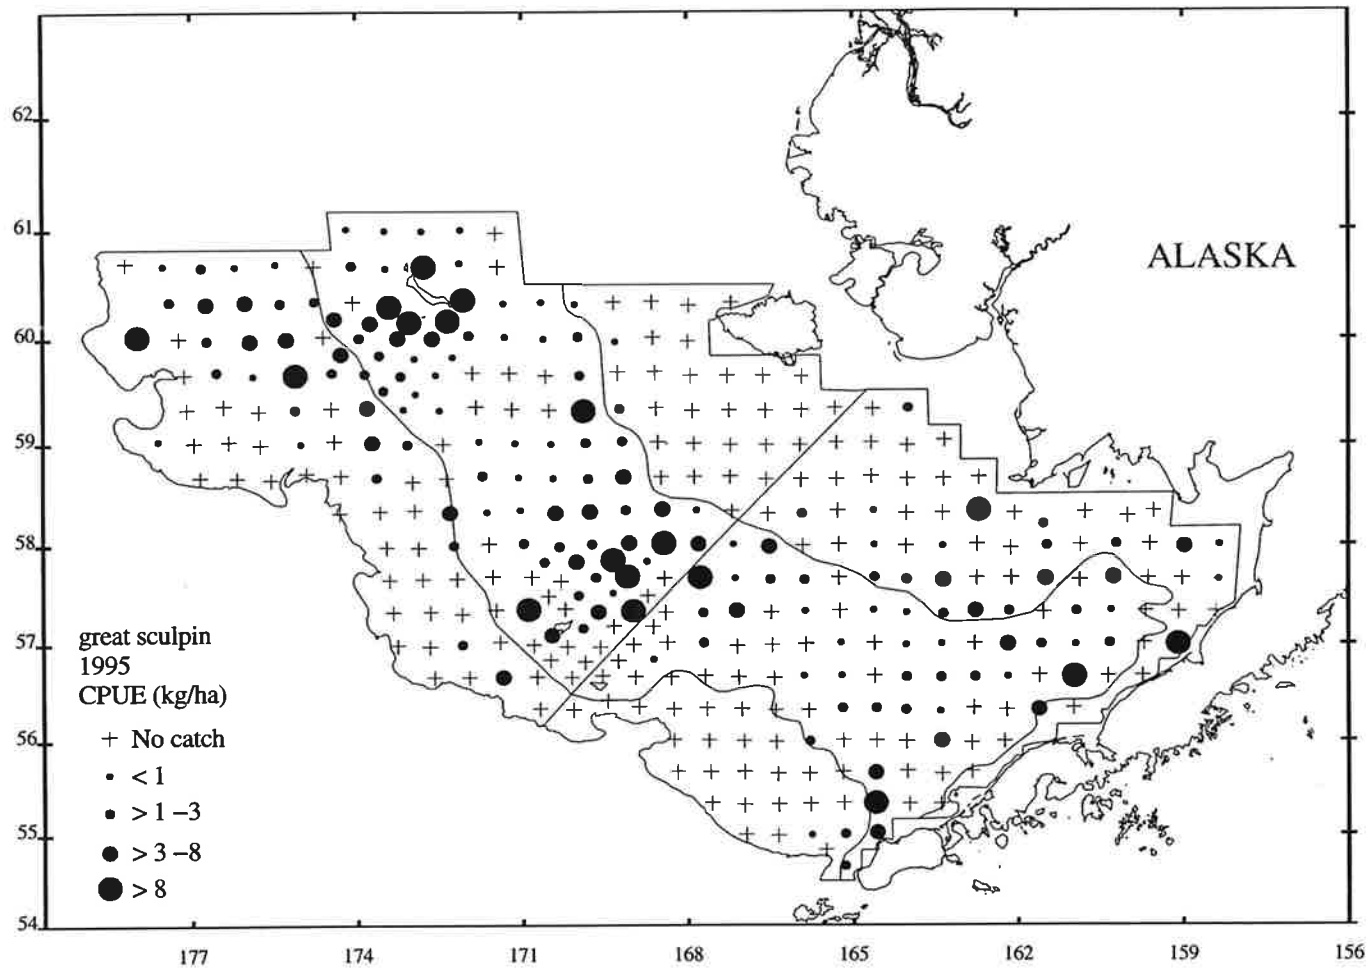 62
61
60
59
58
57
56
55
54
ALASKA
great sculpin
1995
CPUE (kg/ha)
+ No catch
< 1
> 1 –3
> 3 –8
> 8
177 174 171 168 165 162 159 156